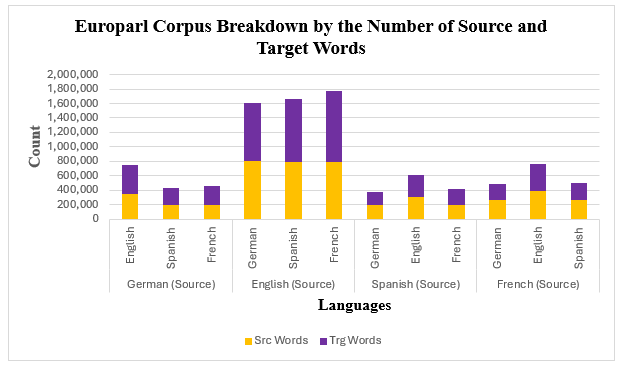 Europarl Corpus Breakdown by the Number of Source and
Target Words
2,000,000
1,800,000
1,600,000
1,400,000
1,200,000
1,000,000
800,000
600,000
400,000
200,000
0
Count
English
Spanish
French
German
Spanish
French
German
English
French
German
English
Spanish
German (Source)
English (Source)
Spanish (Source)
French (Source)
Languages
Src Words
Trg Words